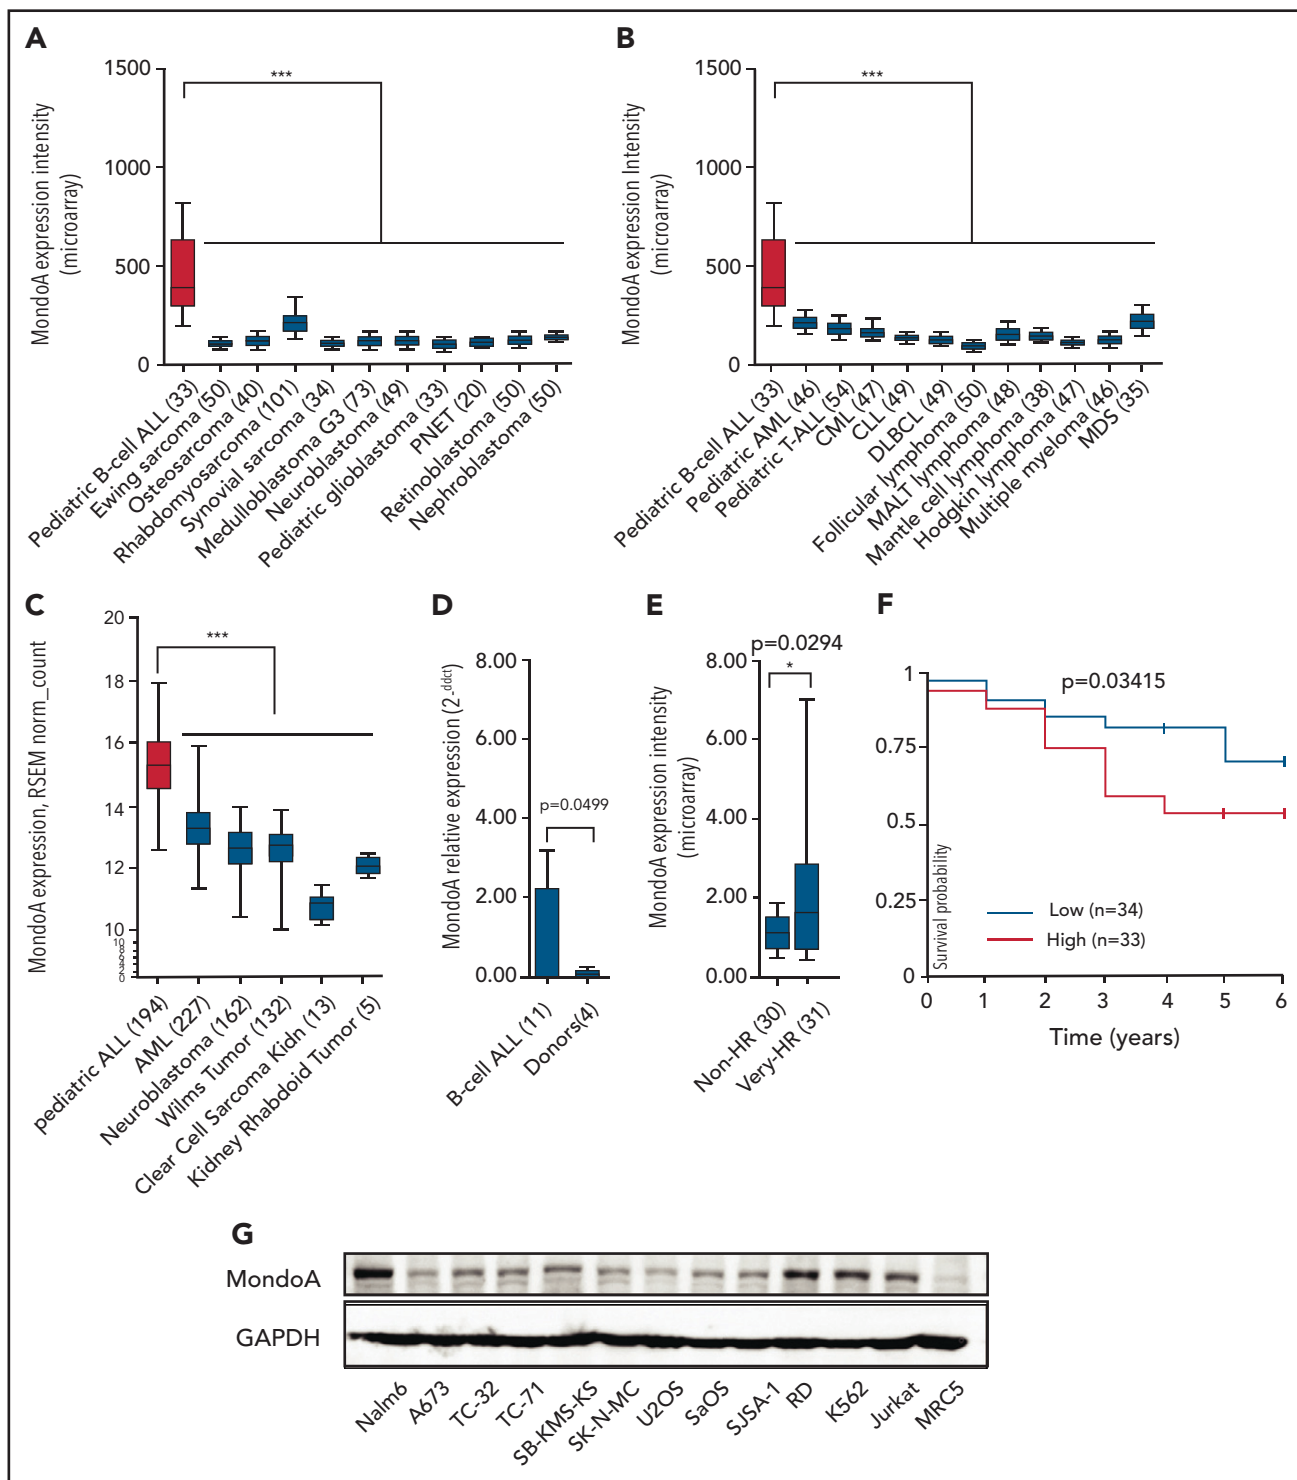 A
MondoA expression intensity
(microarray)
1500
1000
500
0
***
Pediatric B-cell ALL (33)
Ewing sarcoma (50)
Osteosarcoma (40)
Rhabdomyosarcoma (101)
Synovial sarcoma (34)
Medulloblastoma G3 (73)
Neuroblastoma (49)
Pediatric glioblastoma (33)
PNET (20)
Retinoblastoma (50)
Nephroblastoma (50)
B
MondoA expression Intensity
(microarray)
1500
1000
500
0
***
Pediatric B-cell ALL (33)
Pediatric AML (46)
Pediatric T-ALL (54)
CML (47)
CLL (49)
DLBCL (49)
Follicular lymphoma (50)
MALT lymphoma (48)
Mantle cell lymphoma (38)
Hodgkin lymphoma (47)
Multiple myeloma (46)
MDS (35)
C
MondoA expression, RSEM norm_count
20
18
16
14
12
10
10
8
6
4
2
0
***
pediatric ALL (194)
AML (227)
Neuroblastoma (162)
Wilms Tumor (132)
Clear Cell Sarcoma Kidn (13)
Kidney Rhabdoid Tumor (5)
D
MondoA relative expression (2-ddct)
8.00
6.00
4.00
2.00
0.00
p=0.0499
B-cell ALL (11)
Donors(4)
E
MondoA expression intensity
(microarray)
p=0.0294
8.00
6.00
4.00
2.00
0.00
*
Non-HR (30)
Very-HR (31)
F
Survival probability
1
0.75
0.5
0.25
0
p=0.03415
Low (n=34)
High (n=33)
0 1 2 3 4 5 6
Time (years)
G
MondoA
GAPDH
Nalm6
A673
TC-32
TC-71
SB-KMS-KS
SK-N-MC
U2OS
SaOS
SJSA-1
RD
K562
Jurkat
MRC5